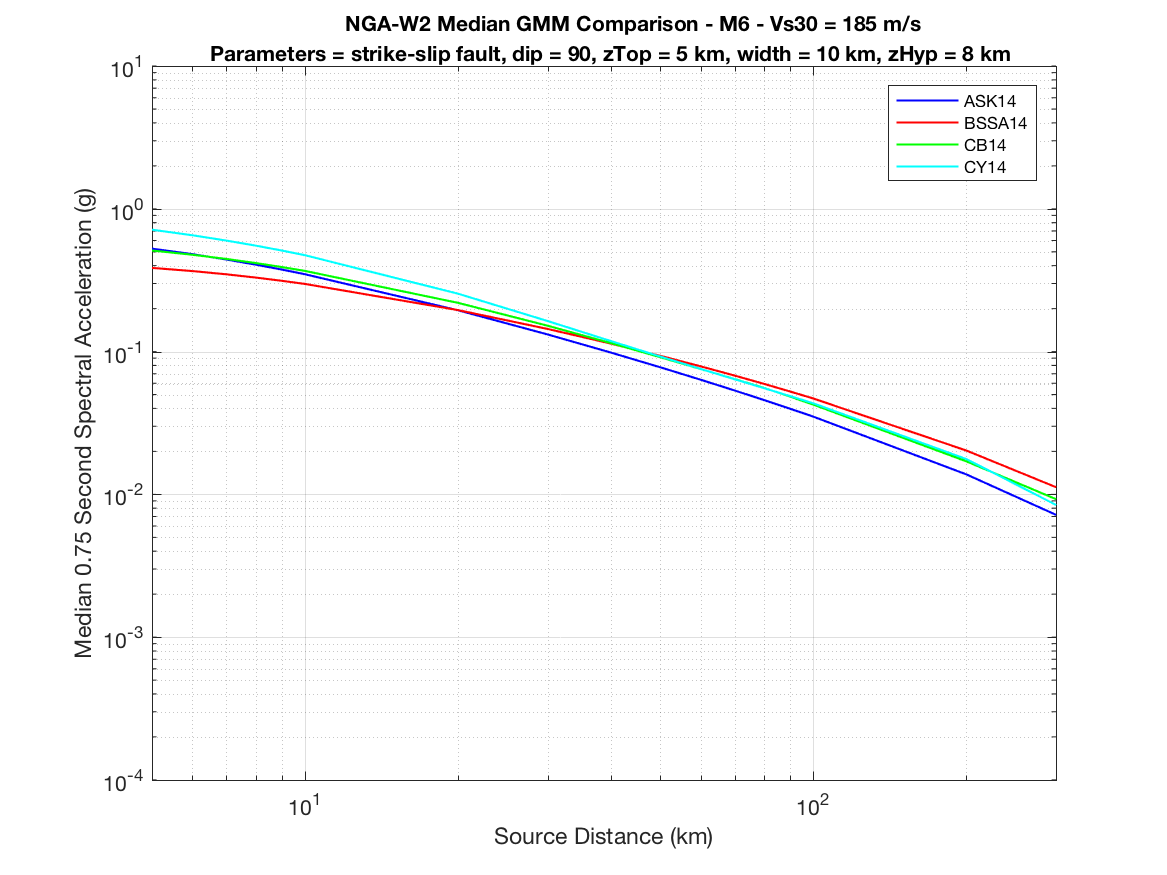 NGA-W2 Median GMM Comparison - M6 - Vs30 = 185 m/s
Parameters = strike-slip fault, dip = 90, zTop = 5 km, width = 10 km, zHyp = 8 km
ASK14
BSSA14
CB14
CY14
Median 0.75 Second Spectral Acceleration (g)
10^1
10^0
10^-1
10^-2
10^-3
10^-4
10^1
10^2
Source Distance (km)